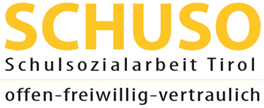 SCHUSO
Schulsozialarbeit Tirol
offen-freiwillig-vertraulich